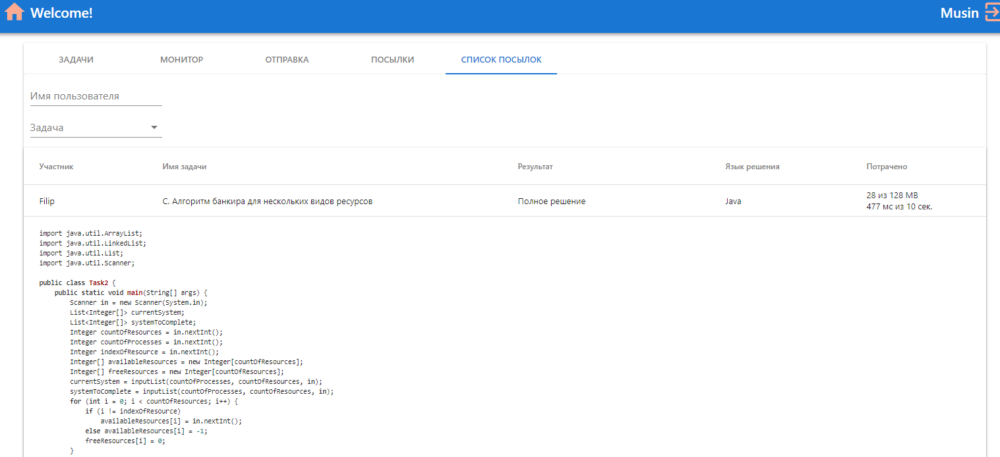 Welcome!
Musin
ЗАДАЧИ
МОНИТОР
ОТПРАВКА
ПОСЫЛКИ
СПИСОК ПОСЫЛОК
Имя пользователя
Задача
Участник
Имя задачи
Результат
Язык решения
Потрачено
Filip
C. Алгоритм банкира для нескольких видов ресурсов
Полное решение
Java
28 из 128 MB
477 мс из 10 сек.
import java.util.ArrayList;
import java.util.LinkedList;
import java.util.List;
import java.util.Scanner;
public class Task2 {
    public static void main(String[] args) {
        Scanner in = new Scanner(System.in);
        List<Integer[]> currentSystem;
        List<Integer[]> systemToComplete;
        Integer countOfResources = in.nextInt();
        Integer countOfProcesses = in.nextInt();
        Integer indexOfResource = in.nextInt();
        Integer[] availableResources = new Integer[countOfResources];
        Integer[] freeResources = new Integer[countOfResources];
        currentSystem = inputList(countOfProcesses, countOfResources, in);
        systemToComplete = inputList(countOfProcesses, countOfResources, in);
        for (int i = 0; i < countOfResources; i++) {
            if (i != indexOfResource)
                availableResources[i] = in.nextInt();
            else availableResources[i] = -1;
            freeResources[i] = 0;
        }